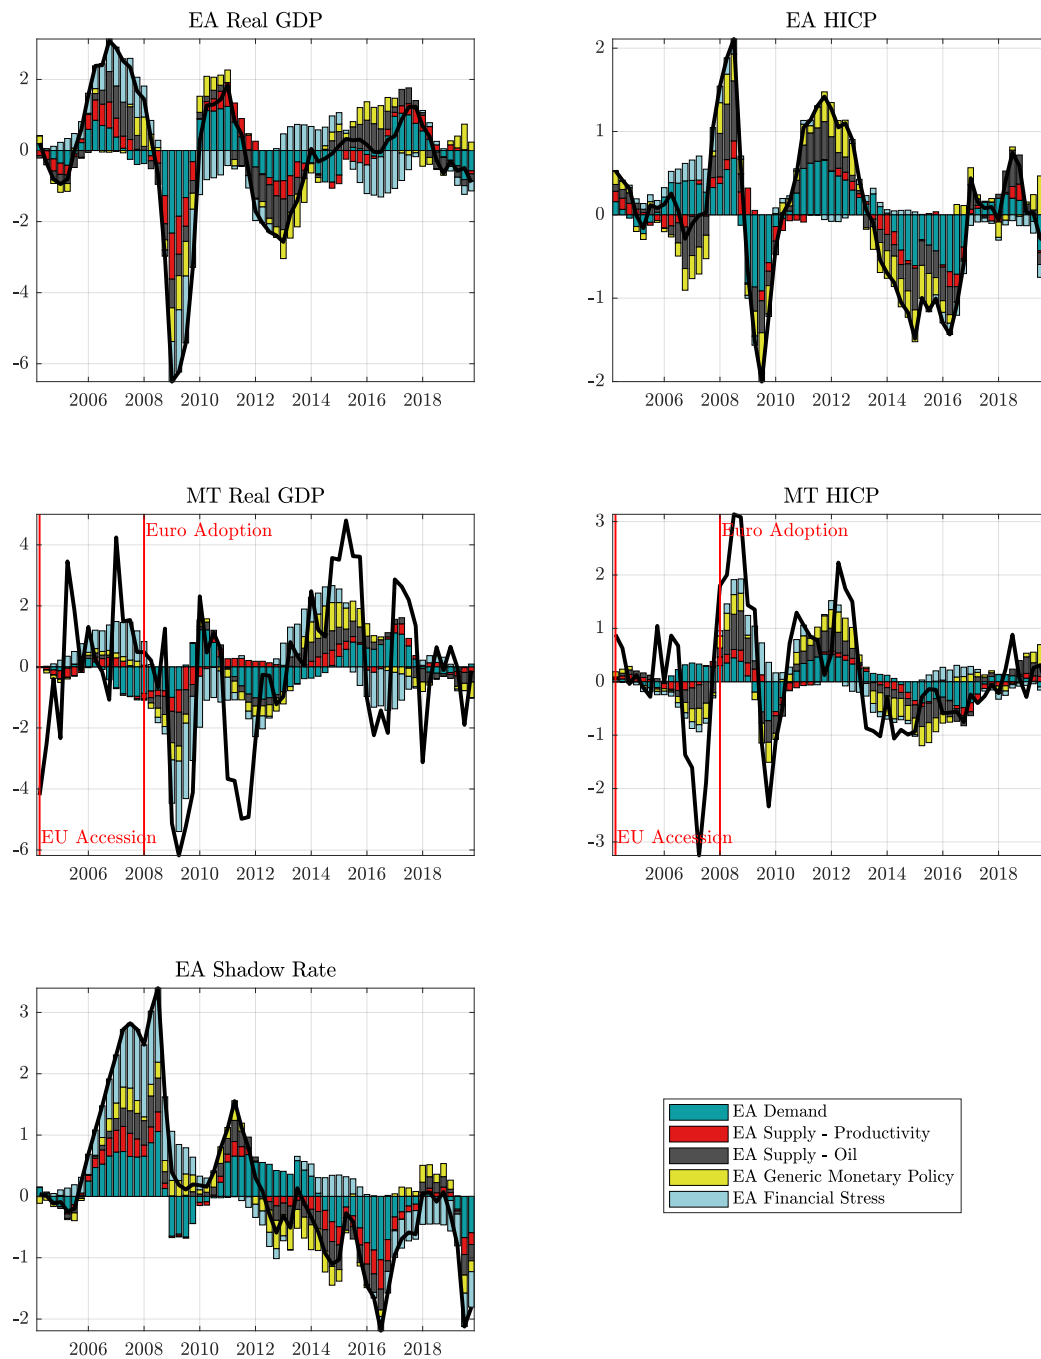 EA Real GDP
2
0
-2
-4
-6
2006 2008 2010 2012 2014 2016 2018
EA HICP
2
1
0
-1
-2
2006 2008 2010 2012 2014 2016 2018
MT Real GDP
Euro Adoption
4
2
0
-2
-4
EU Accession
-6
2006 2008 2010 2012 2014 2016 2018
MT HICP
3
Euro Adoption
2
1
0
-1
-2
EU Accession
-3
2006 2008 2010 2012 2014 2016 2018
EA Shadow Rate
3
2
1
0
-1
-2
2006 2008 2010 2012 2014 2016 2018
EA Demand
EA Supply - Productivity
EA Supply - Oil
EA Generic Monetary Policy
EA Financial Stress